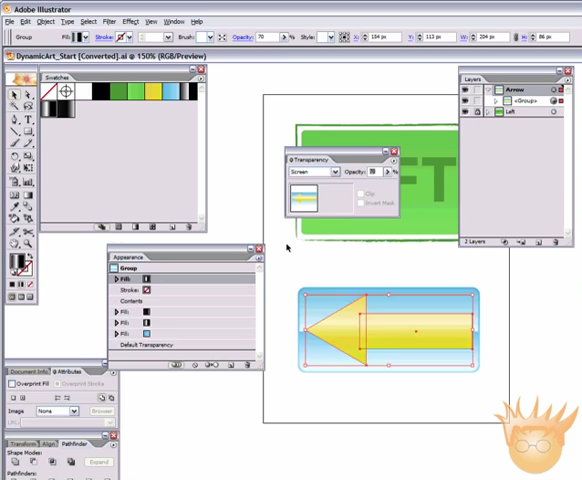 Adobe Illustrator
File Edit Object Type Select Filter Effect View Window Help
Group Stroke: Brush: Opacity: 70 % Style: X: 154 px Y: 113 px W: 204 px H: 86 px
DynamicArt_Start [Converted].ai @ 150% (RGB/Preview)
Swatches
Layers
Arrow
<Group>
Left
2 Layers
FT
Transparency
Screen Opacity: %
Clip
Invert Mask
Appearance
Group
Fill:
Stroke:
Contents
Fill:
Fill:
Fill:
Default Transparency
Document Info Attributes
Overprint Fill Overprint Stroke
Image None Browser
URL:
Transform Align Pathfinder
Shape Modes:
Expand
Pathfinders: